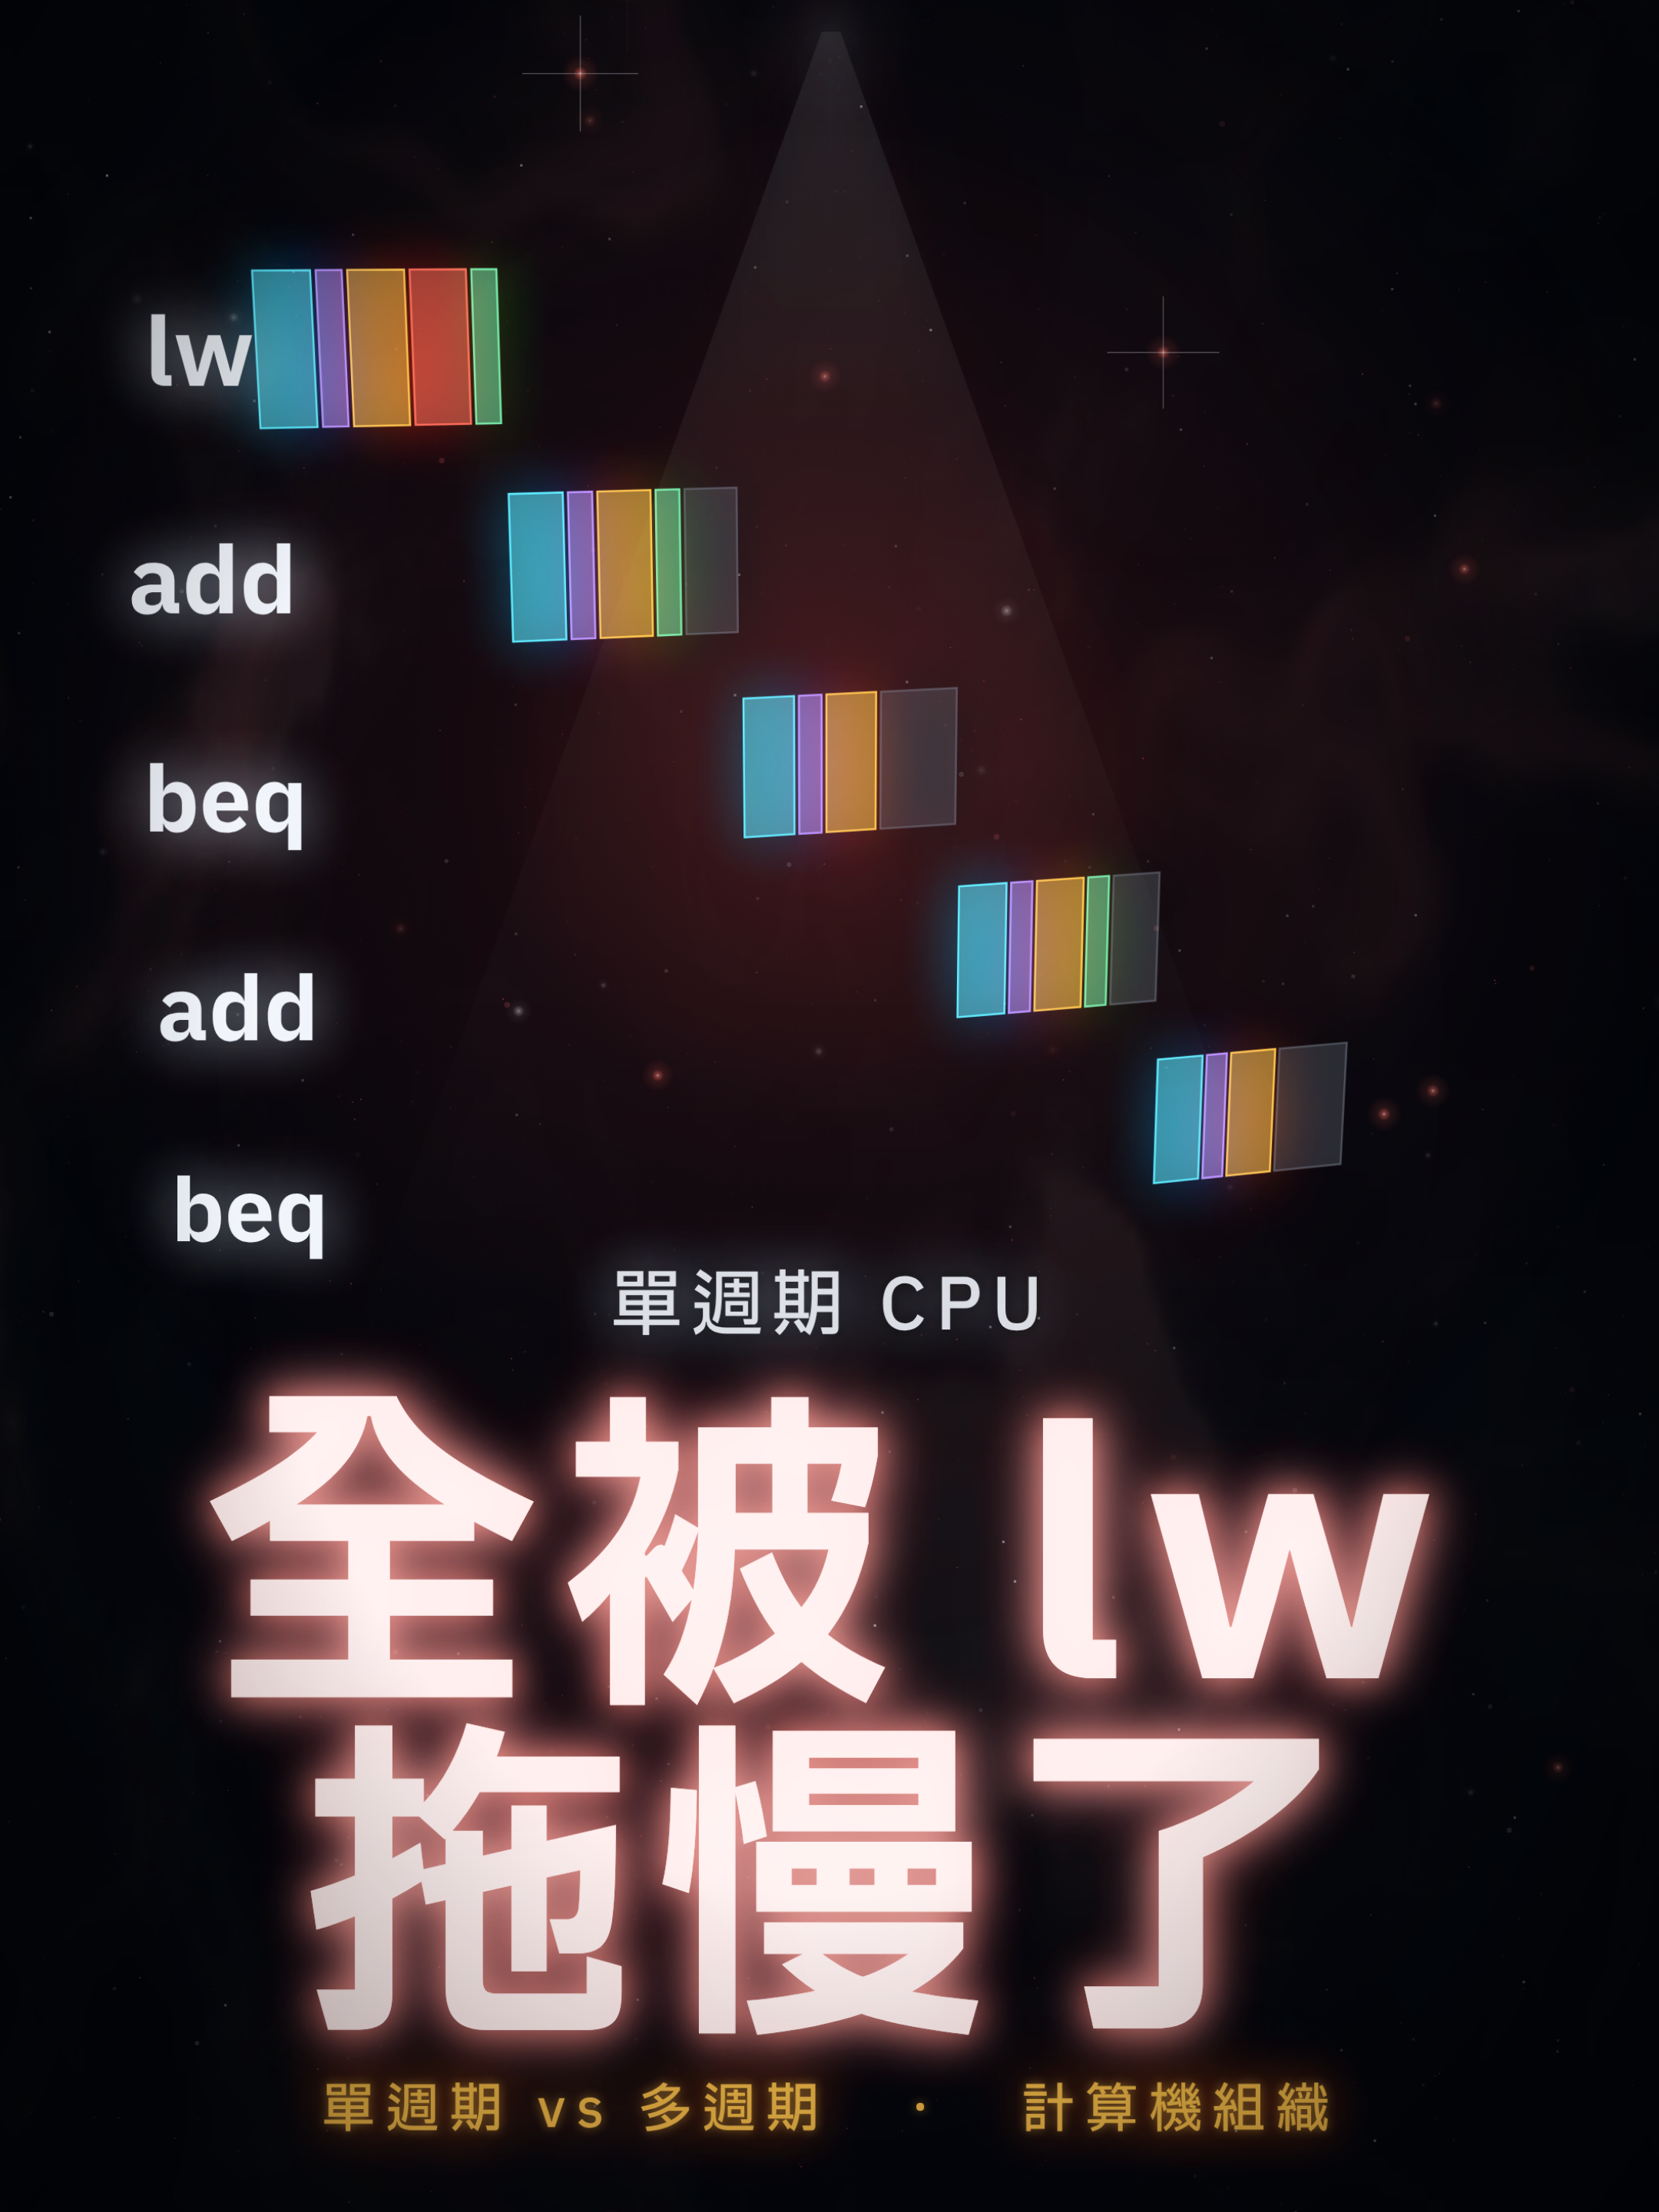 lw
add
beq
add
beq
單週期 CPU
全被 lw
拖慢了
單週期 vs 多週期 · 計算機組織